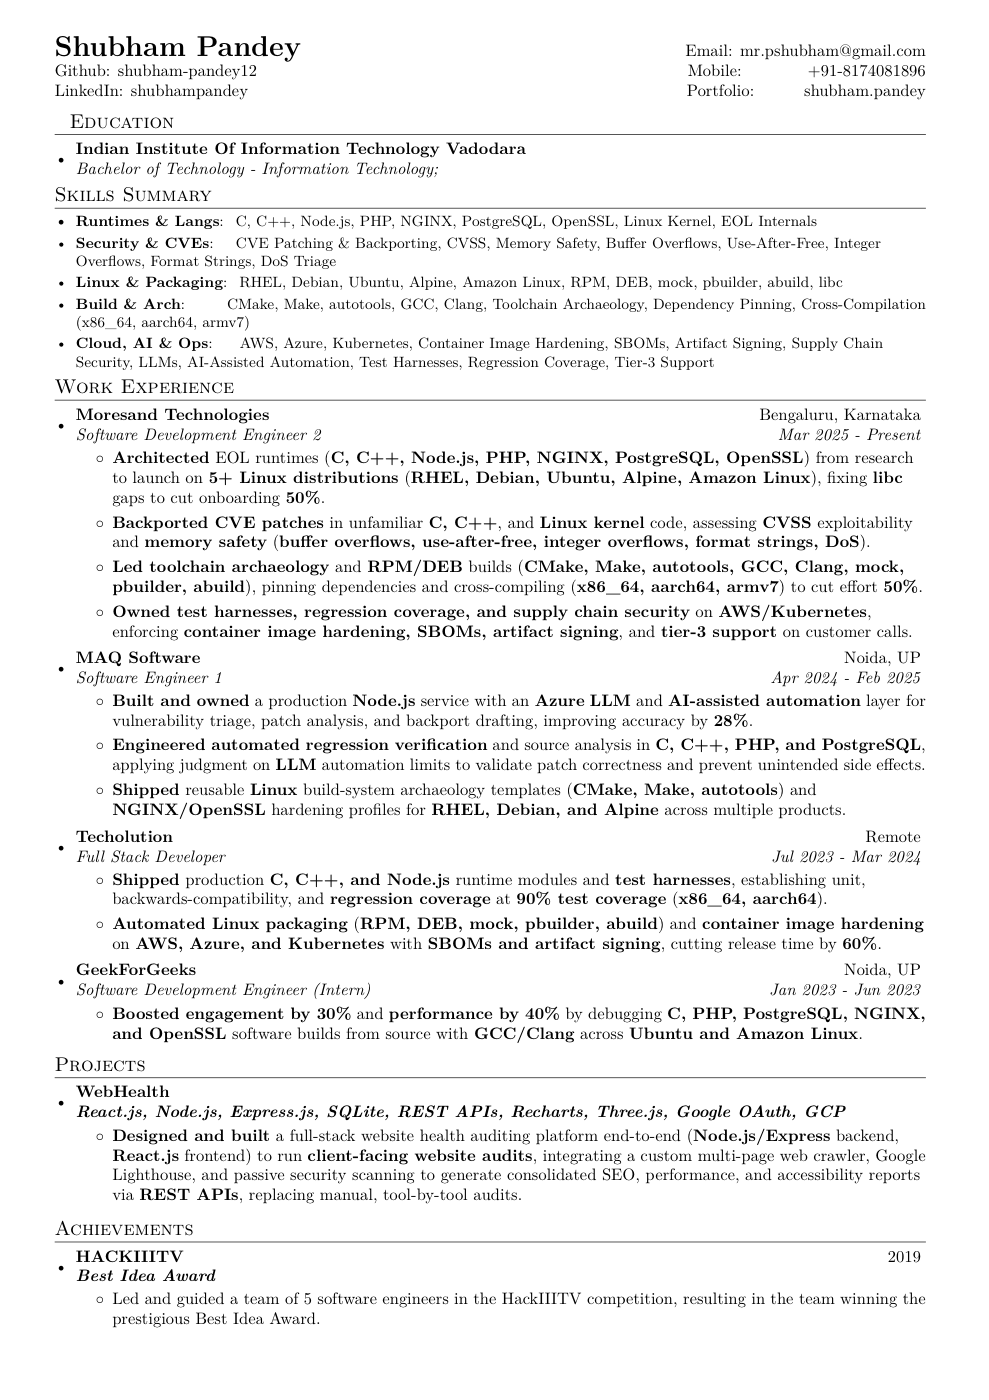 Shubham Pandey
Github: shubham-pandey12
LinkedIn: shubhampandey
Email: mr.pshubham@gmail.com
Mobile: +91-8174081896
Portfolio: shubham.pandey
Education
• Indian Institute Of Information Technology Vadodara
Bachelor of Technology - Information Technology;
Skills Summary
• Runtimes & Langs: C, C++, Node.js, PHP, NGINX, PostgreSQL, OpenSSL, Linux Kernel, EOL Internals
• Security & CVEs: CVE Patching & Backporting, CVSS, Memory Safety, Buffer Overflows, Use-After-Free, Integer
Overflows, Format Strings, DoS Triage
• Linux & Packaging: RHEL, Debian, Ubuntu, Alpine, Amazon Linux, RPM, DEB, mock, pbuilder, abuild, libc
• Build & Arch: CMake, Make, autotools, GCC, Clang, Toolchain Archaeology, Dependency Pinning, Cross-Compilation
(x86_64, aarch64, armv7)
• Cloud, AI & Ops: AWS, Azure, Kubernetes, Container Image Hardening, SBOMs, Artifact Signing, Supply Chain
Security, LLMs, AI-Assisted Automation, Test Harnesses, Regression Coverage, Tier-3 Support
Work Experience
• Moresand Technologies Bengaluru, Karnataka
Software Development Engineer 2 Mar 2025 - Present
◦ Architected EOL runtimes (C, C++, Node.js, PHP, NGINX, PostgreSQL, OpenSSL) from research
to launch on 5+ Linux distributions (RHEL, Debian, Ubuntu, Alpine, Amazon Linux), fixing libc
gaps to cut onboarding 50%.
◦ Backported CVE patches in unfamiliar C, C++, and Linux kernel code, assessing CVSS exploitability
and memory safety (buffer overflows, use-after-free, integer overflows, format strings, DoS).
◦ Led toolchain archaeology and RPM/DEB builds (CMake, Make, autotools, GCC, Clang, mock,
pbuilder, abuild), pinning dependencies and cross-compiling (x86_64, aarch64, armv7) to cut effort 50%.
◦ Owned test harnesses, regression coverage, and supply chain security on AWS/Kubernetes,
enforcing container image hardening, SBOMs, artifact signing, and tier-3 support on customer calls.
• MAQ Software Noida, UP
Software Engineer 1 Apr 2024 - Feb 2025
◦ Built and owned a production Node.js service with an Azure LLM and AI-assisted automation layer for
vulnerability triage, patch analysis, and backport drafting, improving accuracy by 28%.
◦ Engineered automated regression verification and source analysis in C, C++, PHP, and PostgreSQL,
applying judgment on LLM automation limits to validate patch correctness and prevent unintended side effects.
◦ Shipped reusable Linux build-system archaeology templates (CMake, Make, autotools) and
NGINX/OpenSSL hardening profiles for RHEL, Debian, and Alpine across multiple products.
• Techolution Remote
Full Stack Developer Jul 2023 - Mar 2024
◦ Shipped production C, C++, and Node.js runtime modules and test harnesses, establishing unit,
backwards-compatibility, and regression coverage at 90% test coverage (x86_64, aarch64).
◦ Automated Linux packaging (RPM, DEB, mock, pbuilder, abuild) and container image hardening
on AWS, Azure, and Kubernetes with SBOMs and artifact signing, cutting release time by 60%.
• GeekForGeeks Noida, UP
Software Development Engineer (Intern) Jan 2023 - Jun 2023
◦ Boosted engagement by 30% and performance by 40% by debugging C, PHP, PostgreSQL, NGINX,
and OpenSSL software builds from source with GCC/Clang across Ubuntu and Amazon Linux.
Projects
• WebHealth
React.js, Node.js, Express.js, SQLite, REST APIs, Recharts, Three.js, Google OAuth, GCP
◦ Designed and built a full-stack website health auditing platform end-to-end (Node.js/Express backend,
React.js frontend) to run client-facing website audits, integrating a custom multi-page web crawler, Google
Lighthouse, and passive security scanning to generate consolidated SEO, performance, and accessibility reports
via REST APIs, replacing manual, tool-by-tool audits.
Achievements
• HACKIIITV 2019
Best Idea Award
◦ Led and guided a team of 5 software engineers in the HackIIITV competition, resulting in the team winning the
prestigious Best Idea Award.